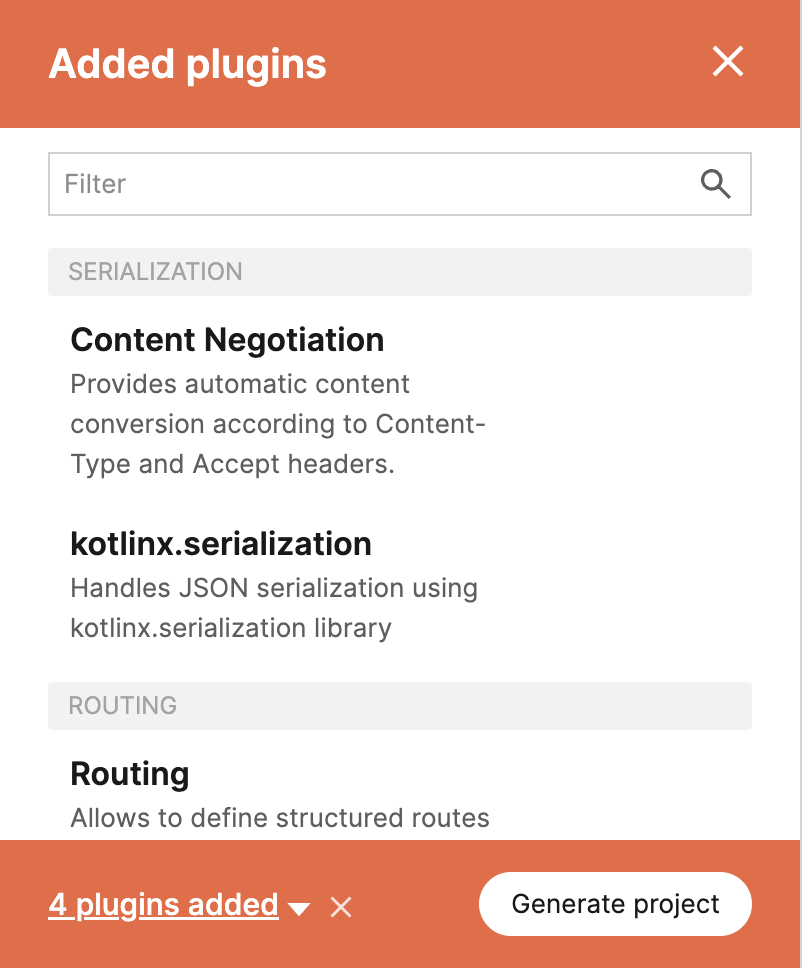 Added plugins
Filter
SERIALIZATION
Content Negotiation
Provides automatic content
conversion according to Content-
Type and Accept headers.
kotlinx.serialization
Handles JSON serialization using
kotlinx.serialization library
ROUTING
Routing
Allows to define structured routes
4 plugins added
Generate project